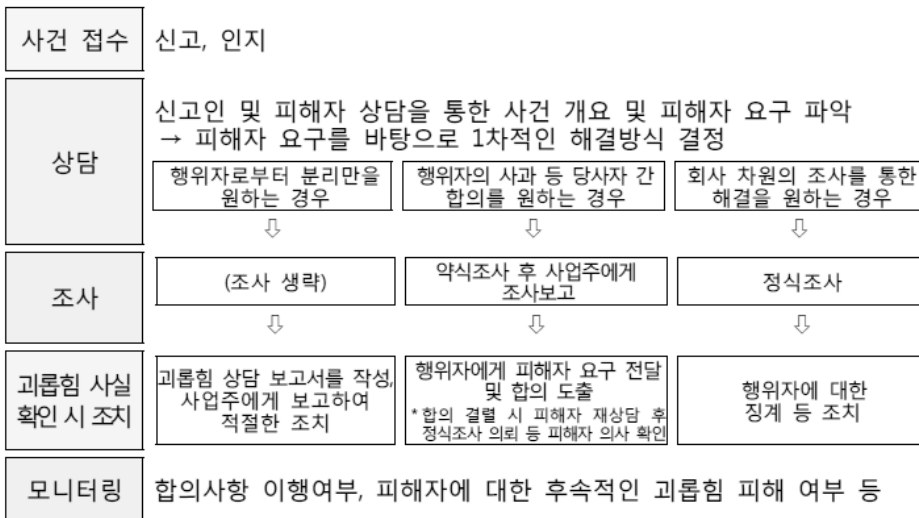 사건 접수
신고, 인지
상담
신고인 및 피해자 상담을 통한 사건 개요 및 피해자 요구 파악
→ 피해자 요구를 바탕으로 1차적인 해결방식 결정
행위자로부터 분리만을
원하는 경우
행위자의 사과 등 당사자 간
합의를 원하는 경우
회사 차원의 조사를 통한
해결을 원하는 경우
⇩ ⇩ ⇩
조사
(조사 생략)
약식조사 후 사업주에게
조사보고
정식조사
⇩ ⇩ ⇩
괴롭힘 사실
확인 시 조치
괴롭힘 상담 보고서를 작성,
사업주에게 보고하여
적절한 조치
행위자에게 피해자 요구 전달
및 합의 도출
*합의 결렬 시 피해자 재상담 후
정식조사 의뢰 등 피해자 의사 확인
행위자에 대한
징계 등 조치
모니터링
합의사항 이행여부, 피해자에 대한 후속적인 괴롭힘 피해 여부 등